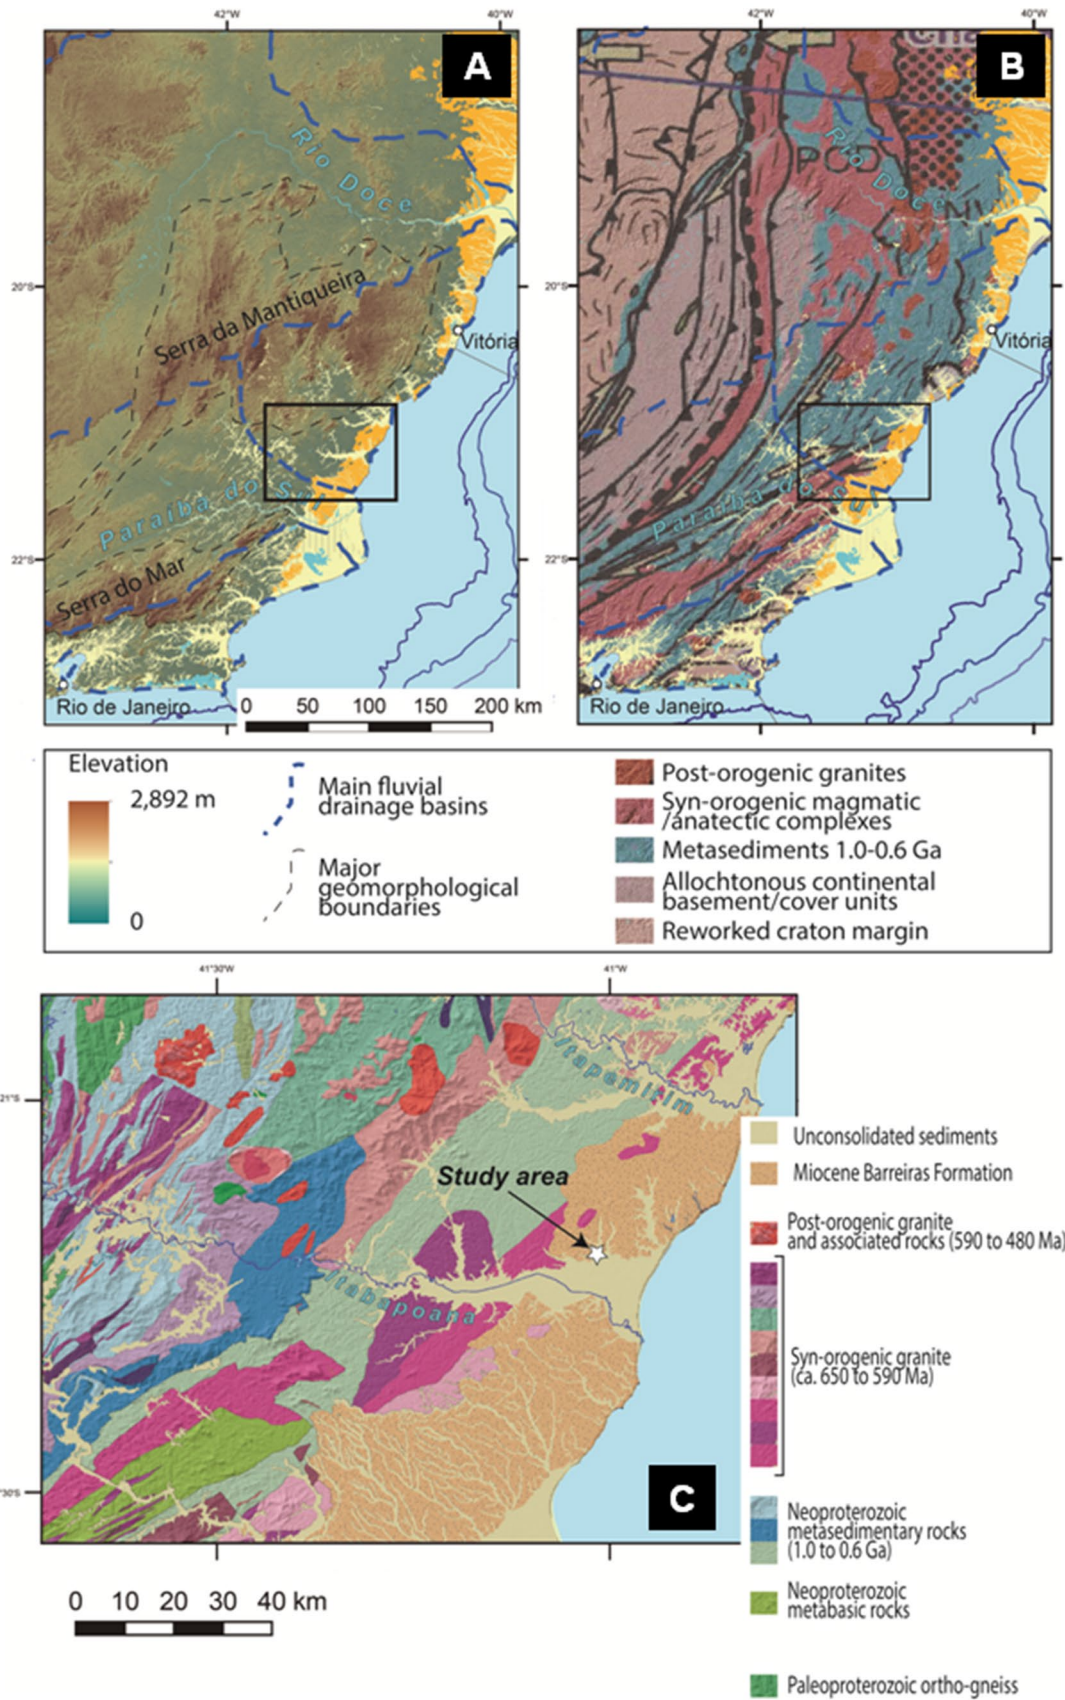 42°W
40°W
42°W
40°W
A
B
Rio Doce
PCD
Rio Doce
20°S
20°S
Serra da Mantiqueira
Vitória
Vitória
Paraíba do Sul
Paraíba do Sul
22°S
22°S
Serra do Mar
Rio de Janeiro
0 50 100 150 200 km
Rio de Janeiro
Elevation
2,892 m
0
Main fluvial
drainage basins
Major
geomorphological
boundaries
Post-orogenic granites
Syn-orogenic magmatic
/anatectic complexes
Metasediments 1.0-0.6 Ga
Allochtonous continental
basement/cover units
Reworked craton margin
41°30'W
41°W
Itapemirim
21°S
Study area
Itabapoana
30'S
C
0 10 20 30 40 km
Unconsolidated sediments
Miocene Barreiras Formation
Post-orogenic granite
and associated rocks (590 to 480 Ma)
Syn-orogenic granite
(ca. 650 to 590 Ma)
Neoproterozoic
metasedimentary rocks
(1.0 to 0.6 Ga)
Neoproterozoic
metabasic rocks
Paleoproterozoic ortho-gneiss